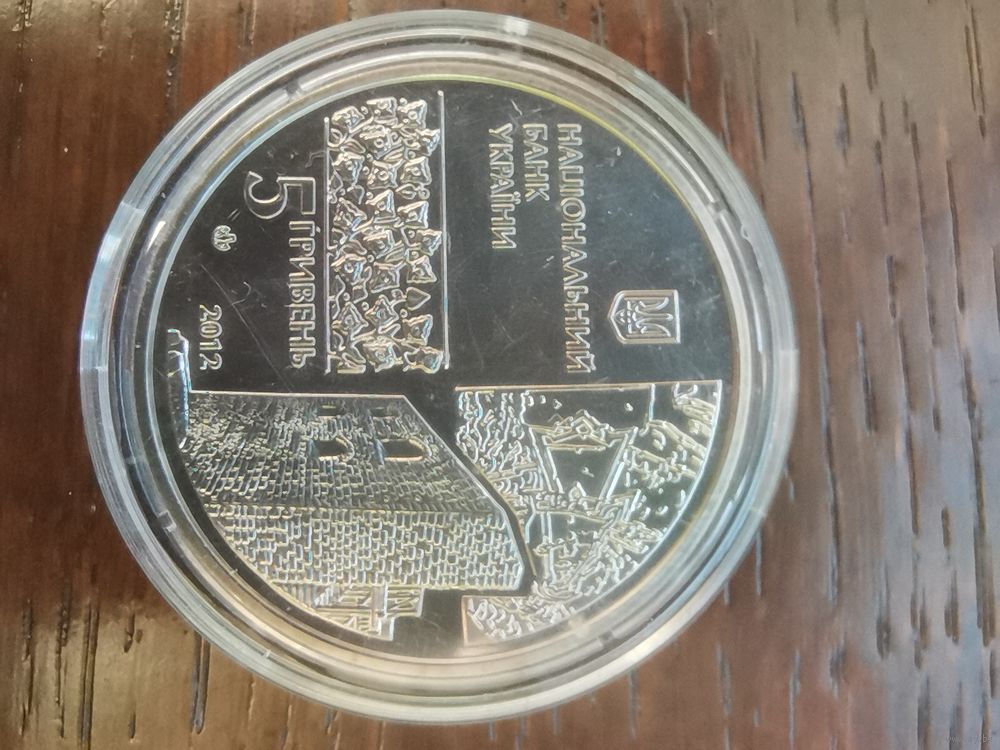 НАЦІОНАЛЬНИЙ
БАНК
УКРАЇНИ
5
ГРИВЕНЬ
2012